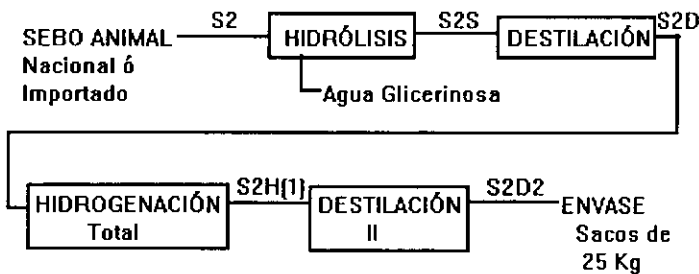 SEBO ANIMAL
Nacional ó
Importado
S2
HIDRÓLISIS
Agua Glicerinosa
S2S
DESTILACIÓN
S2D
HIDROGENACIÓN
Total
S2H(1)
DESTILACIÓN
II
S2D2
ENVASE
Sacos de
25 Kg